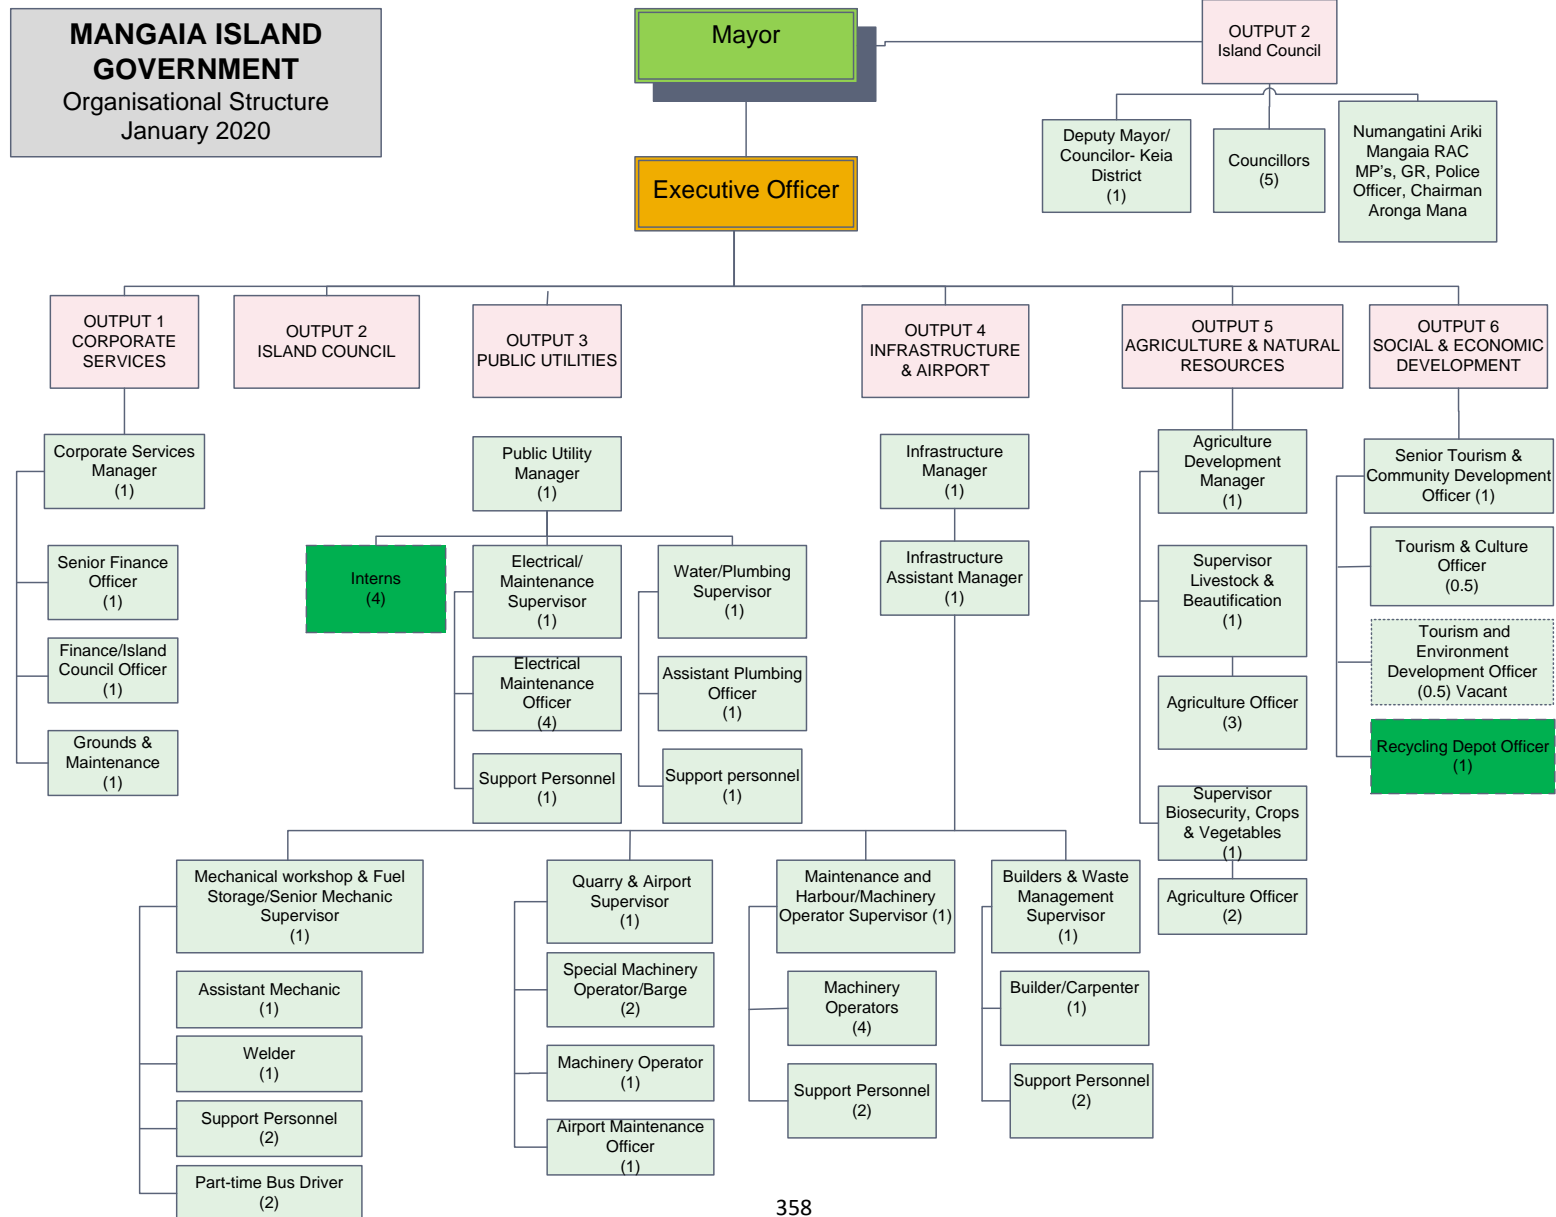 MANGAIA ISLAND
GOVERNMENT
Organisational Structure
January 2020
Mayor
OUTPUT 2
Island Council
Deputy Mayor/
Councilor- Keia
District
(1)
Councillors
(5)
Numangatini Ariki
Mangaia RAC
MP's, GR, Police
Officer, Chairman
Aronga Mana
Executive Officer
OUTPUT 1
CORPORATE
SERVICES
OUTPUT 2
ISLAND COUNCIL
OUTPUT 3
PUBLIC UTILITIES
OUTPUT 4
INFRASTRUCTURE
& AIRPORT
OUTPUT 5
AGRICULTURE & NATURAL
RESOURCES
OUTPUT 6
SOCIAL & ECONOMIC
DEVELOPMENT
Corporate Services
Manager
(1)
Senior Finance
Officer
(1)
Finance/Island
Council Officer
(1)
Grounds &
Maintenance
(1)
Public Utility
Manager
(1)
Interns
(4)
Electrical/
Maintenance
Supervisor
(1)
Electrical
Maintenance
Officer
(4)
Support Personnel
(1)
Water/Plumbing
Supervisor
(1)
Assistant Plumbing
Officer
(1)
Support personnel
(1)
Infrastructure
Manager
(1)
Infrastructure
Assistant Manager
(1)
Agriculture
Development
Manager
(1)
Supervisor
Livestock &
Beautification
(1)
Agriculture Officer
(3)
Supervisor
Biosecurity, Crops
& Vegetables
(1)
Agriculture Officer
(2)
Senior Tourism &
Community Development
Officer (1)
Tourism & Culture
Officer
(0.5)
Tourism and
Environment
Development Officer
(0.5) Vacant
Recycling Depot Officer
(1)
Mechanical workshop & Fuel
Storage/Senior Mechanic
Supervisor
(1)
Assistant Mechanic
(1)
Welder
(1)
Support Personnel
(2)
Part-time Bus Driver
(2)
Quarry & Airport
Supervisor
(1)
Special Machinery
Operator/Barge
(2)
Machinery Operator
(1)
Airport Maintenance
Officer
(1)
Maintenance and
Harbour/Machinery
Operator Supervisor (1)
Machinery
Operators
(4)
Support Personnel
(2)
Builders & Waste
Management
Supervisor
(1)
Builder/Carpenter
(1)
Support Personnel
(2)
358